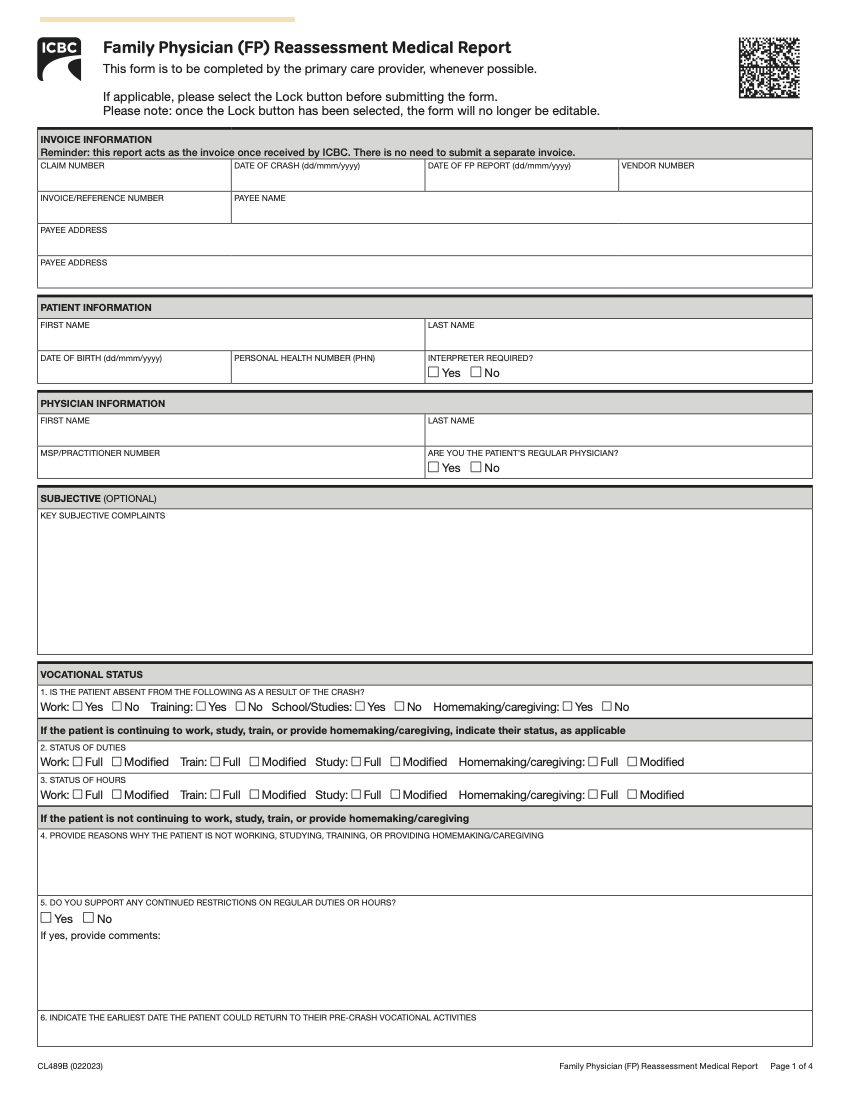 ICBC
Family Physician (FP) Reassessment Medical Report
This form is to be completed by the primary care provider, whenever possible.
If applicable, please select the Lock button before submitting the form.
Please note: once the Lock button has been selected, the form will no longer be editable.
INVOICE INFORMATION
Reminder: this report acts as the invoice once received by ICBC. There is no need to submit a separate invoice.
CLAIM NUMBER DATE OF CRASH (dd/mmm/yyyy) DATE OF FP REPORT (dd/mmm/yyyy) VENDOR NUMBER
INVOICE/REFERENCE NUMBER PAYEE NAME
PAYEE ADDRESS
PAYEE ADDRESS
PATIENT INFORMATION
FIRST NAME LAST NAME
DATE OF BIRTH (dd/mmm/yyyy) PERSONAL HEALTH NUMBER (PHN) INTERPRETER REQUIRED?
☐ Yes ☐ No
PHYSICIAN INFORMATION
FIRST NAME LAST NAME
MSP/PRACTITIONER NUMBER ARE YOU THE PATIENT'S REGULAR PHYSICIAN?
☐ Yes ☐ No
SUBJECTIVE (OPTIONAL)
KEY SUBJECTIVE COMPLAINTS
VOCATIONAL STATUS
1. IS THE PATIENT ABSENT FROM THE FOLLOWING AS A RESULT OF THE CRASH?
Work: ☐ Yes ☐ No Training: ☐ Yes ☐ No School/Studies: ☐ Yes ☐ No Homemaking/caregiving: ☐ Yes ☐ No
If the patient is continuing to work, study, train, or provide homemaking/caregiving, indicate their status, as applicable
2. STATUS OF DUTIES
Work: ☐ Full ☐ Modified Train: ☐ Full ☐ Modified Study: ☐ Full ☐ Modified Homemaking/caregiving: ☐ Full ☐ Modified
3. STATUS OF HOURS
Work: ☐ Full ☐ Modified Train: ☐ Full ☐ Modified Study: ☐ Full ☐ Modified Homemaking/caregiving: ☐ Full ☐ Modified
If the patient is not continuing to work, study, train, or provide homemaking/caregiving
4. PROVIDE REASONS WHY THE PATIENT IS NOT WORKING, STUDYING, TRAINING, OR PROVIDING HOMEMAKING/CAREGIVING
5. DO YOU SUPPORT ANY CONTINUED RESTRICTIONS ON REGULAR DUTIES OR HOURS?
☐ Yes ☐ No
If yes, provide comments:
6. INDICATE THE EARLIEST DATE THE PATIENT COULD RETURN TO THEIR PRE-CRASH VOCATIONAL ACTIVITIES
CL489B (022023) Family Physician (FP) Reassessment Medical Report Page 1 of 4